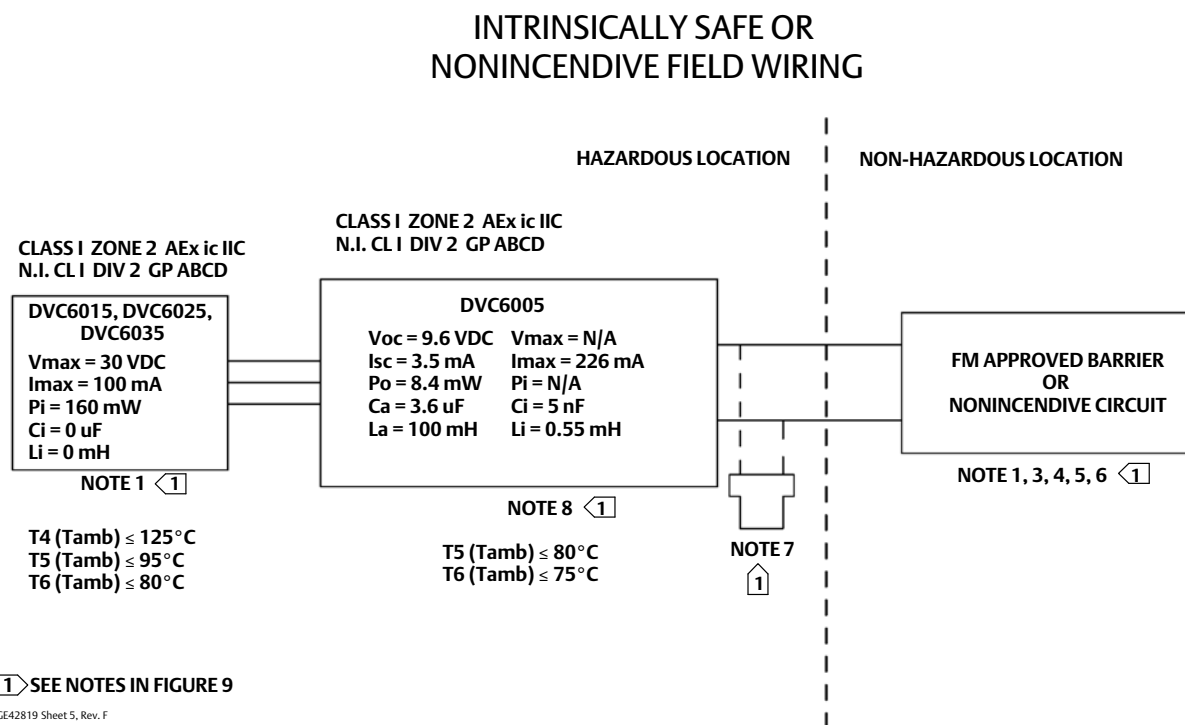 INTRINSICALLY SAFE OR
NONINCENDIVE FIELD WIRING
HAZARDOUS LOCATION
NON-HAZARDOUS LOCATION
CLASS I ZONE 2 AEx ic IIC
N.I. CL I DIV 2 GP ABCD
DVC6015, DVC6025,
DVC6035
Vmax = 30 VDC
Imax = 100 mA
Pi = 160 mW
Ci = 0 uF
Li = 0 mH
NOTE 1 1
T4 (Tamb) ≤ 125°C
T5 (Tamb) ≤ 95°C
T6 (Tamb) ≤ 80°C
CLASS I ZONE 2 AEx ic IIC
N.I. CL I DIV 2 GP ABCD
DVC6005
Voc = 9.6 VDC Vmax = N/A
Isc = 3.5 mA Imax = 226 mA
Po = 8.4 mW Pi = N/A
Ca = 3.6 uF Ci = 5 nF
La = 100 mH Li = 0.55 mH
NOTE 8 1
T5 (Tamb) ≤ 80°C
T6 (Tamb) ≤ 75°C
NOTE 7
1
FM APPROVED BARRIER
OR
NONINCENDIVE CIRCUIT
NOTE 1, 3, 4, 5, 6 1
1 SEE NOTES IN FIGURE 9
GE42819 Sheet 5, Rev. F